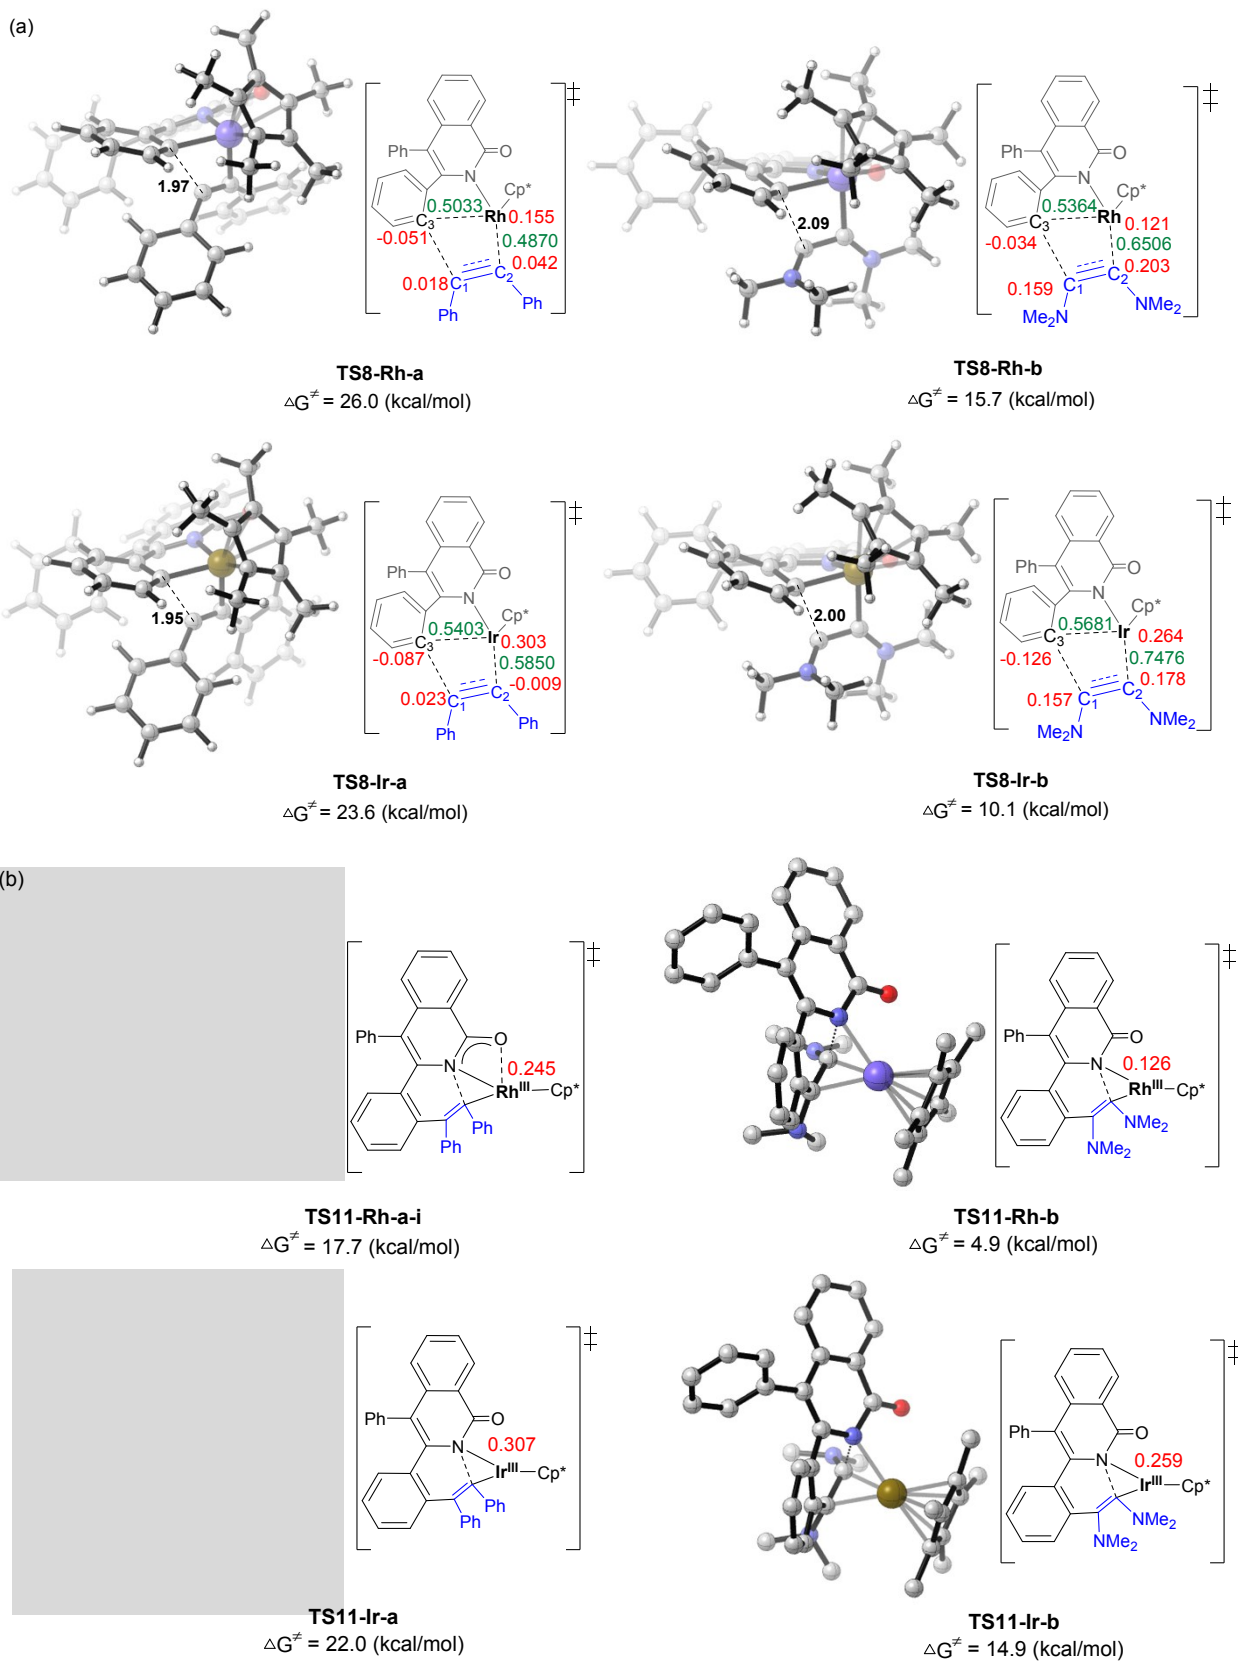 (a)
1.97
Ph
O
N
Cp*
0.5033
Rh
0.155
C3
-0.051
0.4870
0.042
0.018
C1
C2
Ph
Ph
‡
TS8-Rh-a
△G≠ = 26.0 (kcal/mol)
2.09
Ph
O
N
Cp*
0.5364
Rh
0.121
C3
-0.034
0.6506
0.203
0.159
C1
C2
NMe2
Me2N
‡
TS8-Rh-b
△G≠ = 15.7 (kcal/mol)
1.95
Ph
O
N
Cp*
0.5403
Ir
0.303
C3
-0.087
0.5850
-0.009
0.023
C1
C2
Ph
Ph
‡
TS8-Ir-a
△G≠ = 23.6 (kcal/mol)
2.00
Ph
O
N
Cp*
0.5681
Ir
0.264
C3
-0.126
0.7476
0.178
0.157
C1
C2
NMe2
Me2N
‡
TS8-Ir-b
△G≠ = 10.1 (kcal/mol)
(b)
Ph
O
N
0.245
RhIII
Cp*
Ph
Ph
‡
TS11-Rh-a-i
△G≠ = 17.7 (kcal/mol)
Ph
O
N
0.126
RhIII
Cp*
NMe2
NMe2
‡
TS11-Rh-b
△G≠ = 4.9 (kcal/mol)
Ph
O
N
0.307
IrIII
Cp*
Ph
Ph
‡
TS11-Ir-a
△G≠ = 22.0 (kcal/mol)
Ph
O
N
0.259
IrIII
Cp*
NMe2
NMe2
‡
TS11-Ir-b
△G≠ = 14.9 (kcal/mol)